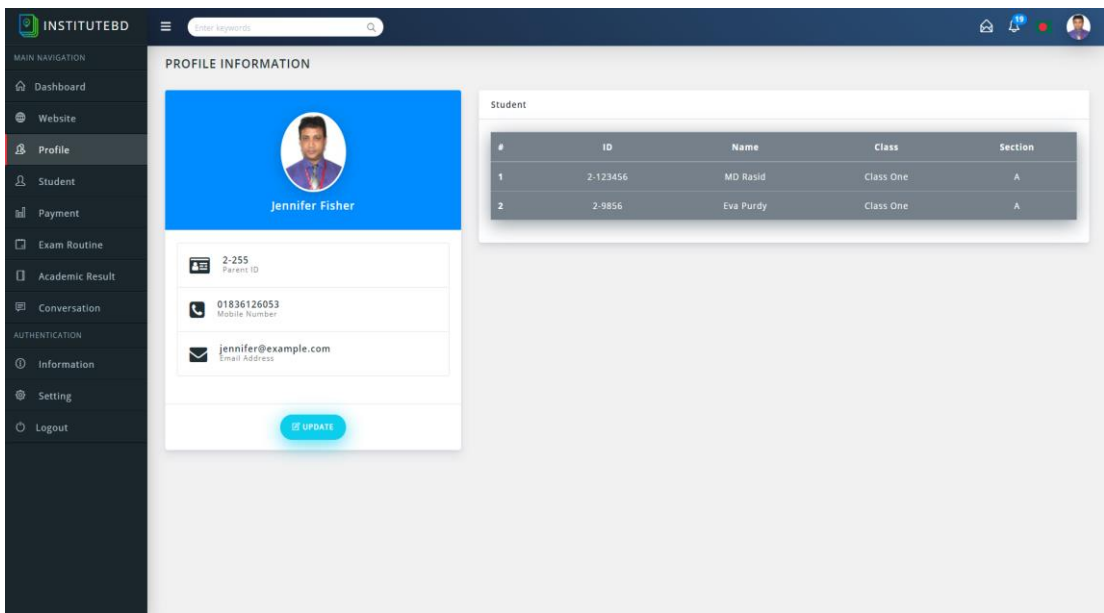 INSTITUTEBD
Enter keywords
19
MAIN NAVIGATION
Dashboard
Website
Profile
Student
Payment
Exam Routine
Academic Result
Conversation
AUTHENTICATION
Information
Setting
Logout
PROFILE INFORMATION
Jennifer Fisher
2-255
Parent ID
01836126053
Mobile Number
jennifer@example.com
Email Address
UPDATE
Student
# ID Name Class Section
1 2-123456 MD Rasid Class One A
2 2-9856 Eva Purdy Class One A